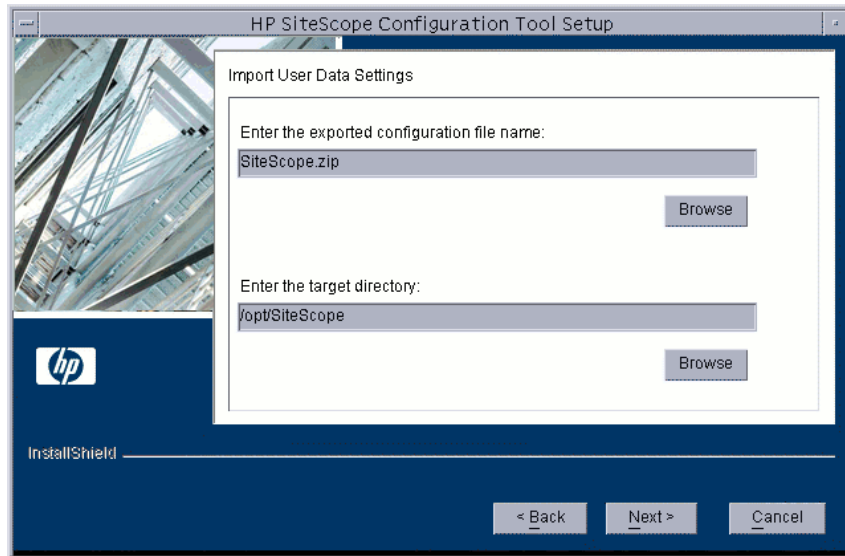 HP SiteScope Configuration Tool Setup
Import User Data Settings
Enter the exported configuration file name:
SiteScope.zip
Browse
Enter the target directory:
/opt/SiteScope
Browse
hp
InstallShield
< Back
Next >
Cancel